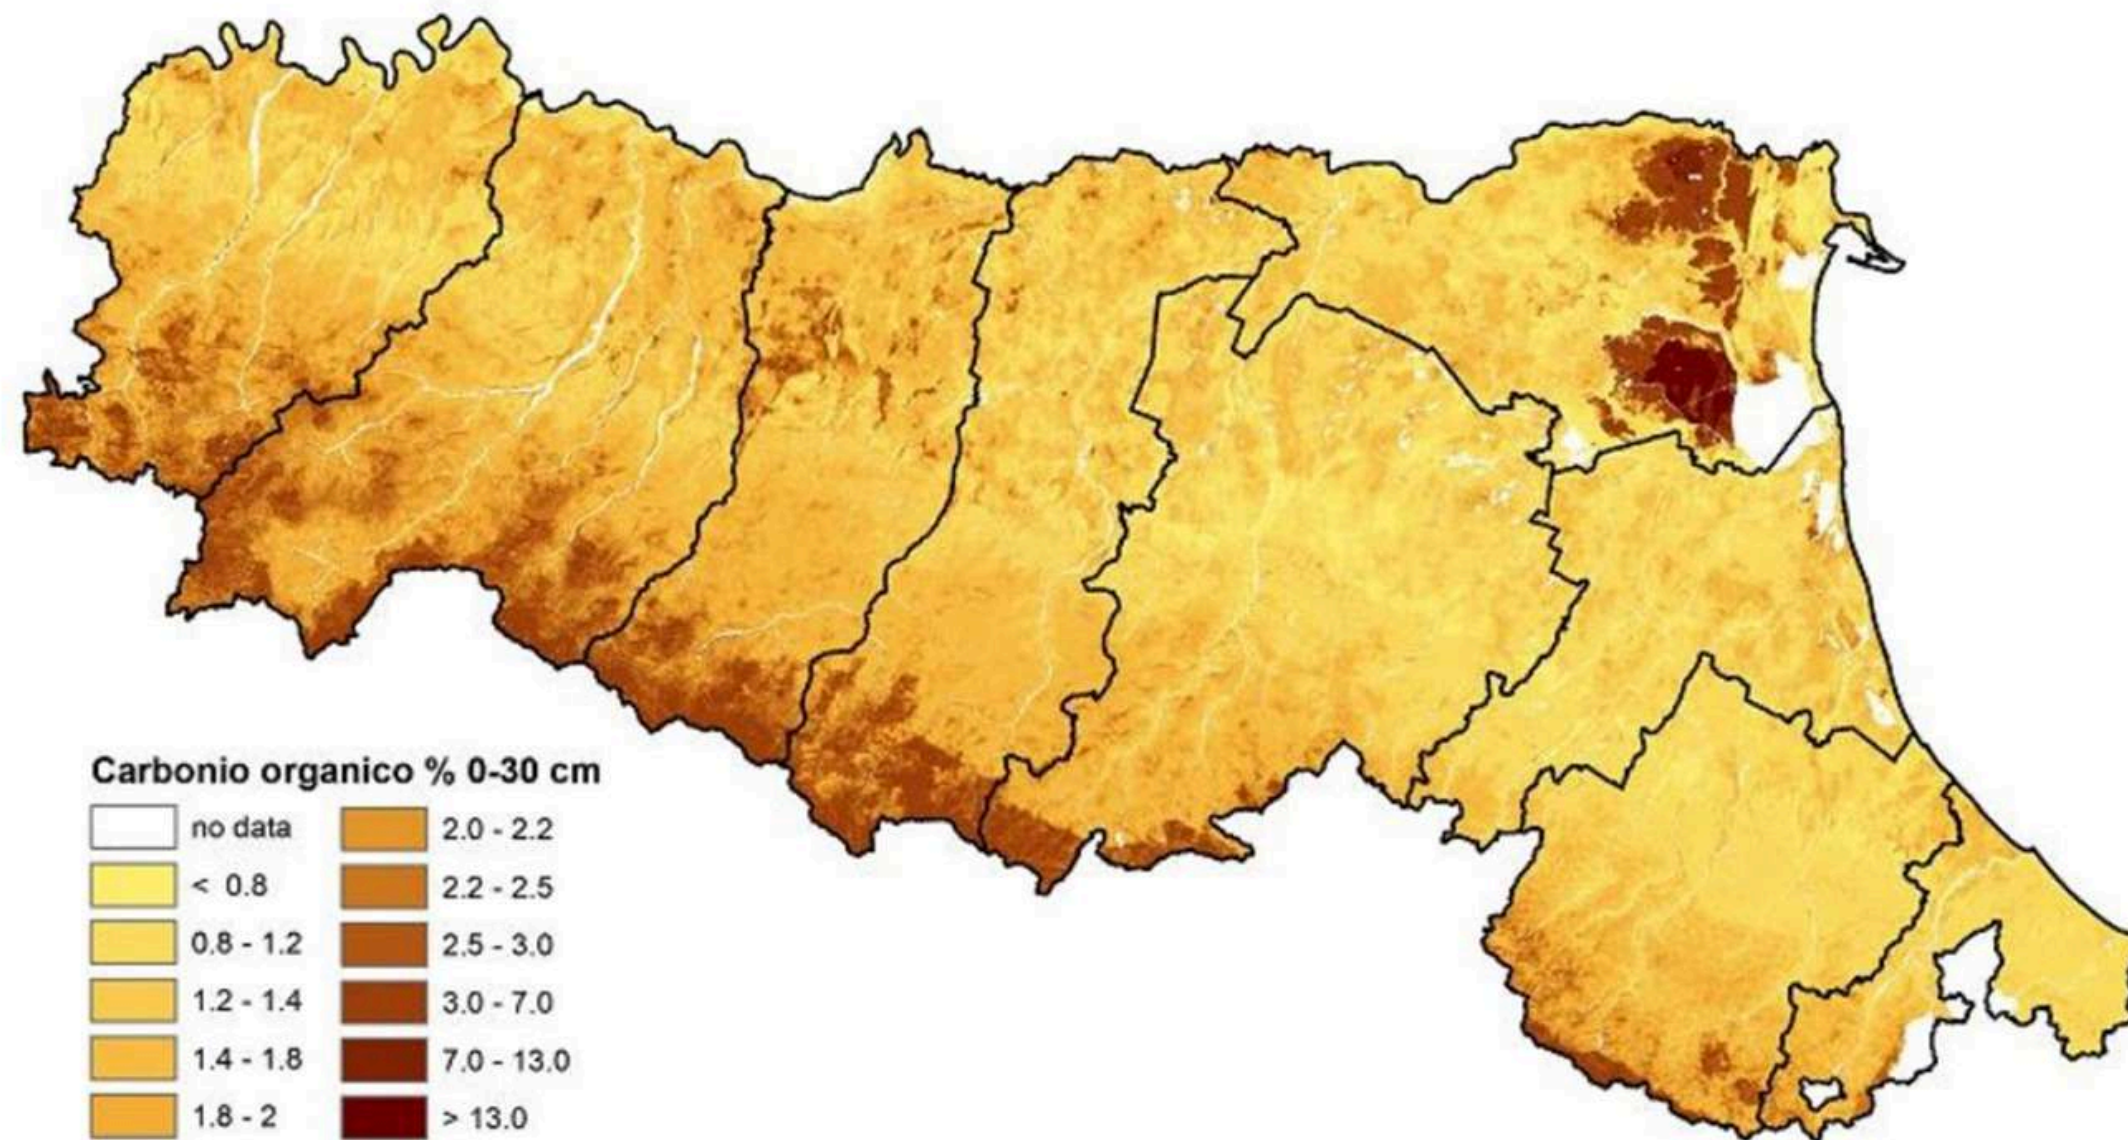 Carbonio organico % 0-30 cm
no data
< 0.8
0.8 - 1.2
1.2 - 1.4
1.4 - 1.8
1.8 - 2
2.0 - 2.2
2.2 - 2.5
2.5 - 3.0
3.0 - 7.0
7.0 - 13.0
> 13.0